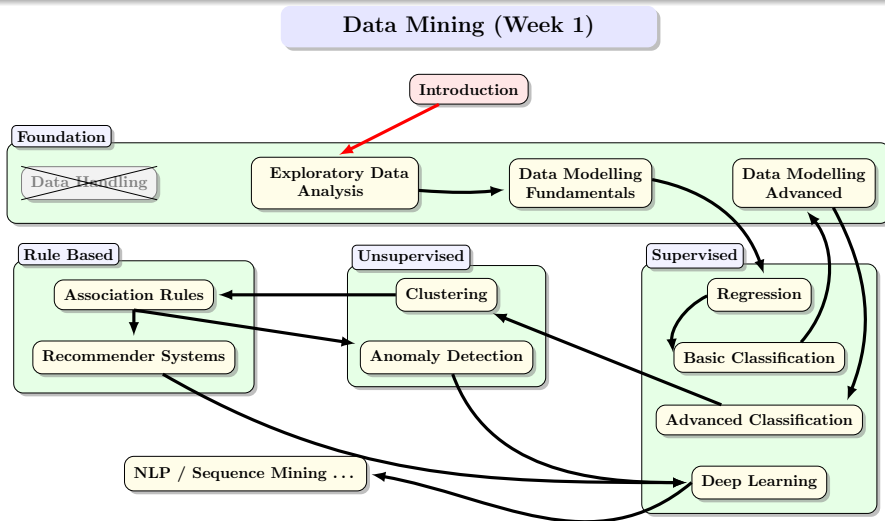 Data Mining (Week 1)
Introduction
Foundation
Data Handling
Exploratory Data
Analysis
Data Modelling
Fundamentals
Data Modelling
Advanced
Rule Based
Association Rules
Recommender Systems
Unsupervised
Clustering
Anomaly Detection
Supervised
Regression
Basic Classification
Advanced Classification
Deep Learning
NLP / Sequence Mining ...